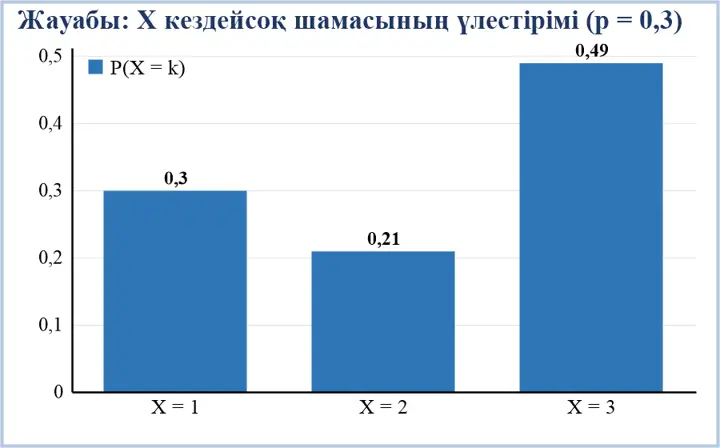 Жауабы: X кездейсоқ шамасының үлестірімі (p = 0,3)
P(X = k)
0,5
0,4
0,3
0,2
0,1
0
0,3
0,21
0,49
X = 1
X = 2
X = 3